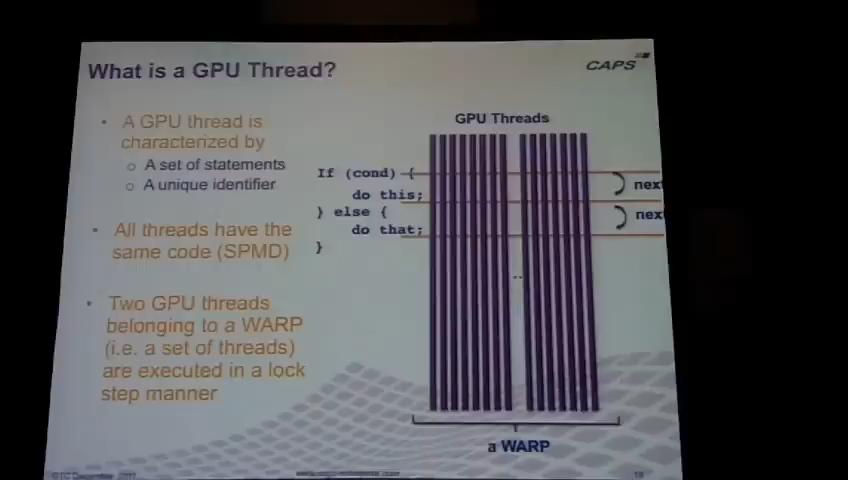 What is a GPU Thread?
CAPS
• A GPU thread is
characterized by
o A set of statements
o A unique identifier
• All threads have the
same code (SPMD)
• Two GPU threads
belonging to a WARP
(i.e. a set of threads)
are executed in a lock
step manner
GPU Threads
If (cond) {
do this;
} else {
do that;
}
..
a WARP